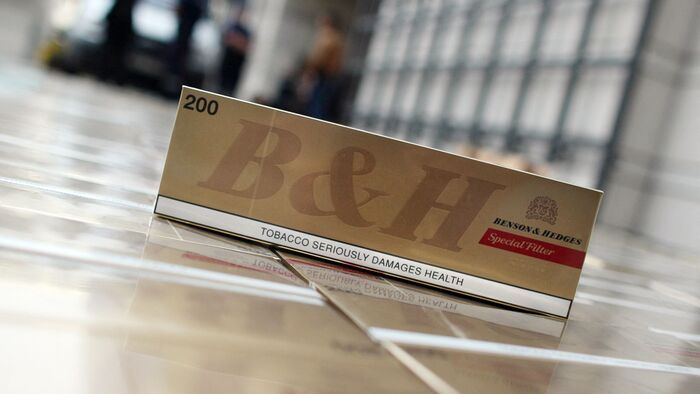 200
B&H
BENSON & HEDGES
Special Filter
TOBACCO SERIOUSLY DAMAGES HEALTH